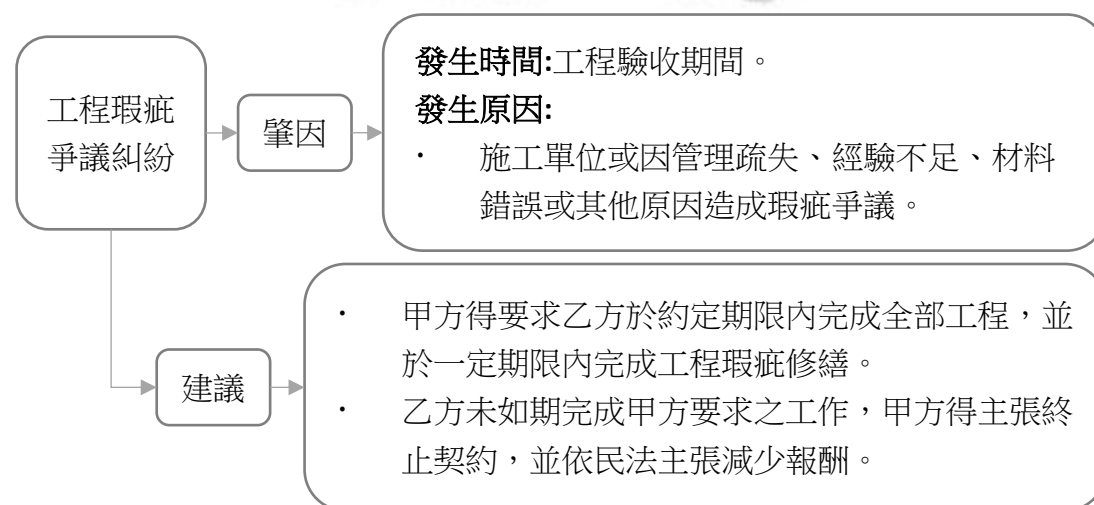 工程瑕疵
爭議糾紛
肇因
發生時間:工程驗收期間。
發生原因:
· 施工單位或因管理疏失、經驗不足、材料
錯誤或其他原因造成瑕疵爭議。
建議
· 甲方得要求乙方於約定期限內完成全部工程，並
於一定期限內完成工程瑕疵修繕。
· 乙方未如期完成甲方要求之工作，甲方得主張終
止契約，並依民法主張減少報酬。